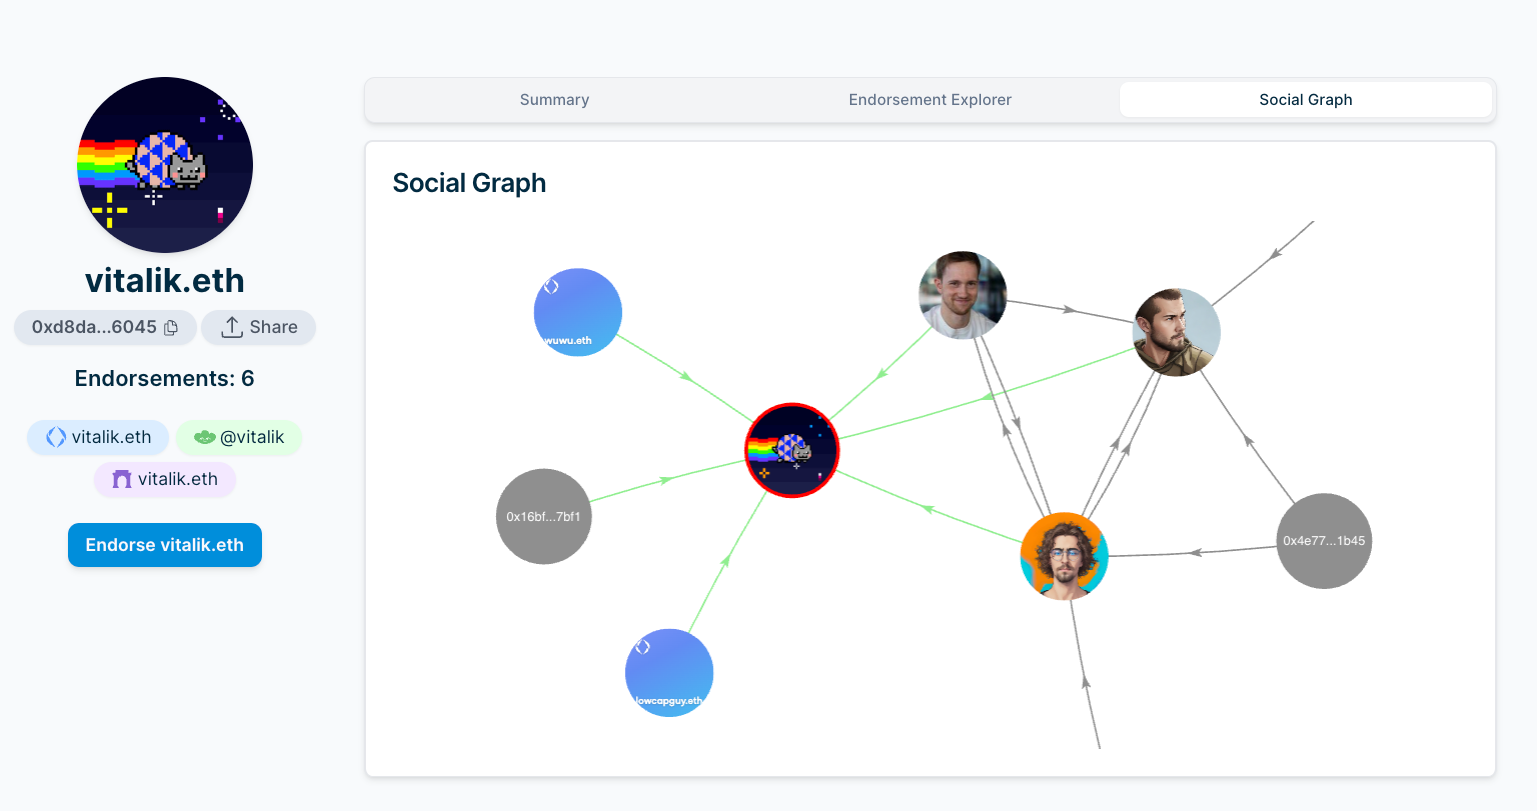 Summary
Endorsement Explorer
Social Graph
vitalik.eth
0xd8da...6045
Share
Endorsements: 6
vitalik.eth
@vitalik
vitalik.eth
Endorse vitalik.eth
Social Graph
wuwu.eth
0x16bf...7bf1
0x4e77...1b45
lowcapguy.eth